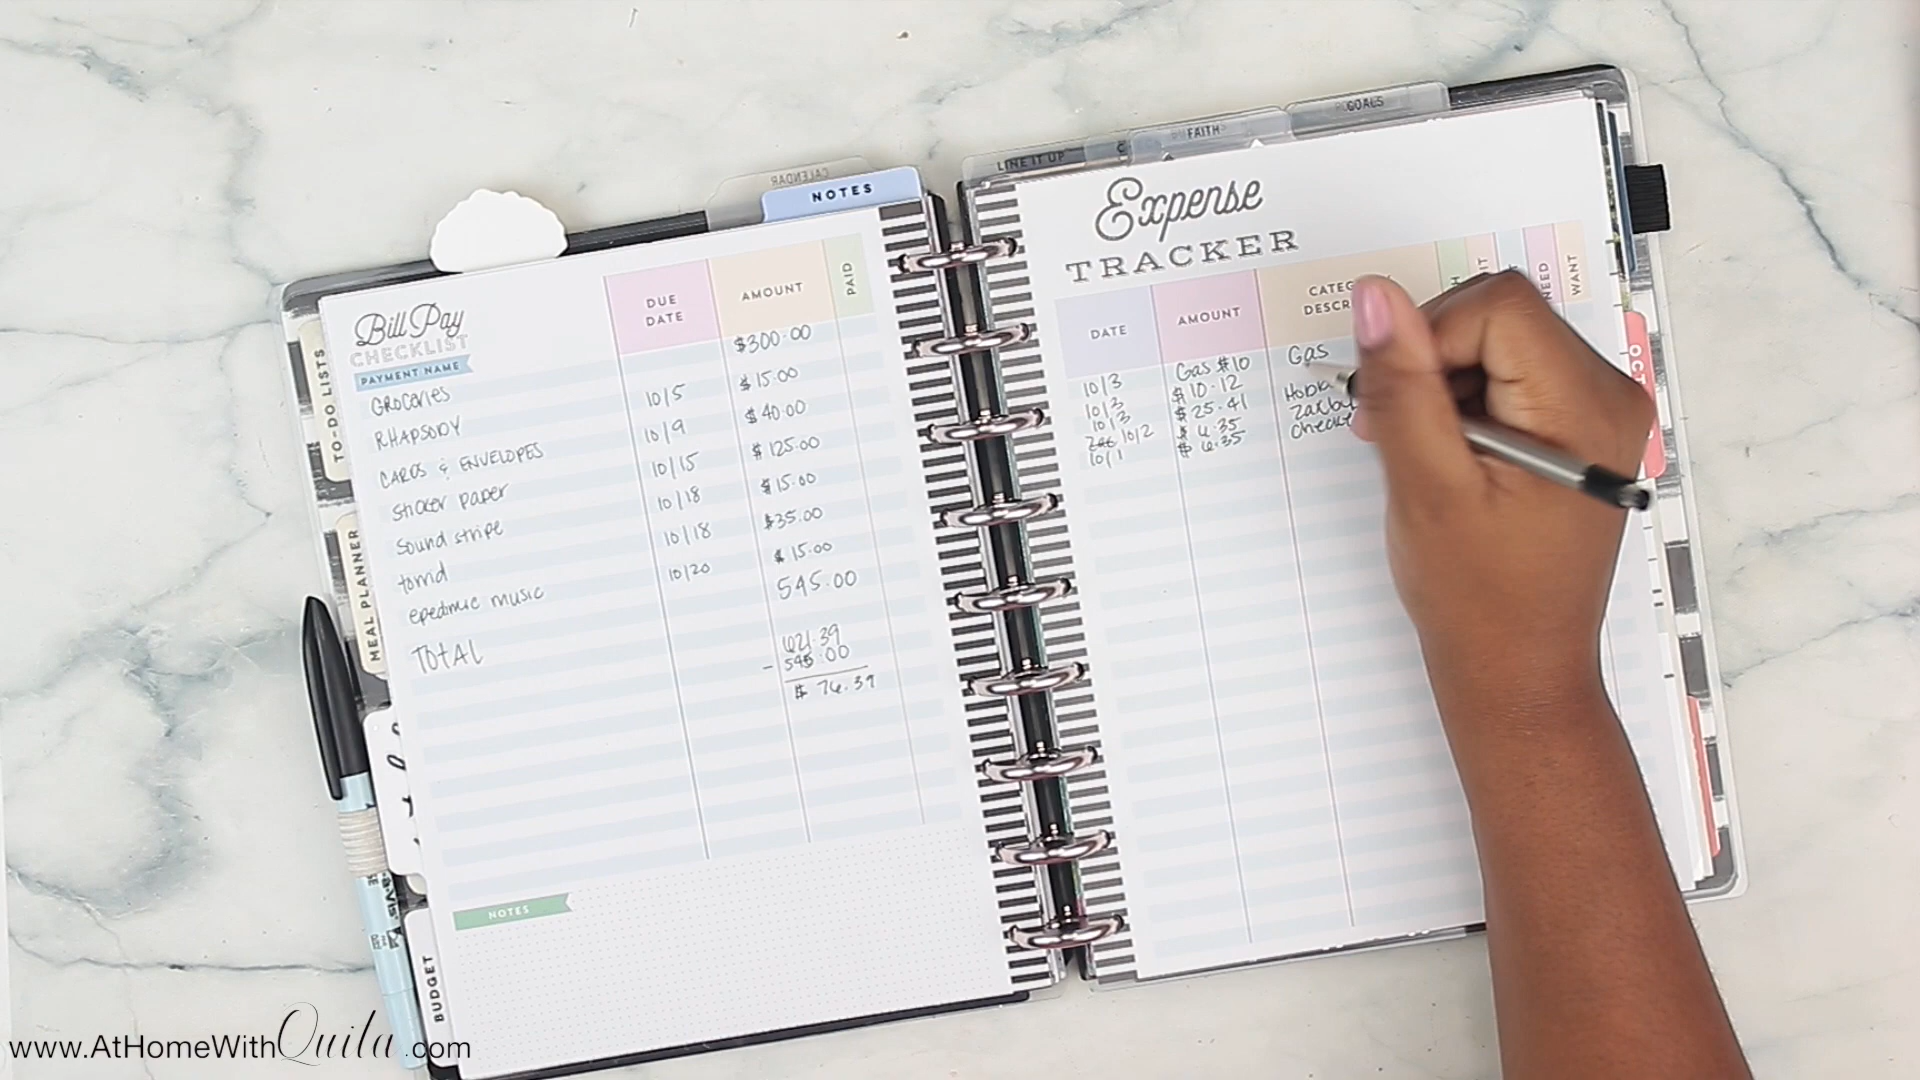 CALENDAR
NOTES
TO-DO LISTS
MEAL PLANNER
BUDGET
Bill Pay
CHECKLIST
PAYMENT NAME
DUE DATE
AMOUNT
PAID
GROCERIES $300.00
RHAPSODY 10/5 $15.00
CARDS & ENVELOPES 10/9 $40.00
sticker paper 10/15 $125.00
sound stripe 10/18 $15.00
10/18 $35.00
epedmic music 10/20 $15.00
TOTAL 545.00
621.39
- 545.00
$ 76.39
NOTES
LINE IT UP
FAITH
GOALS
Expense
TRACKER
DATE
AMOUNT
NEED
WANT
OCT
10/3 Gas $10 Gas
10/3 $10.12
10/3 $25.41
10/2 $6.35
10/1 $6.35
www.AtHomeWithQuila.com